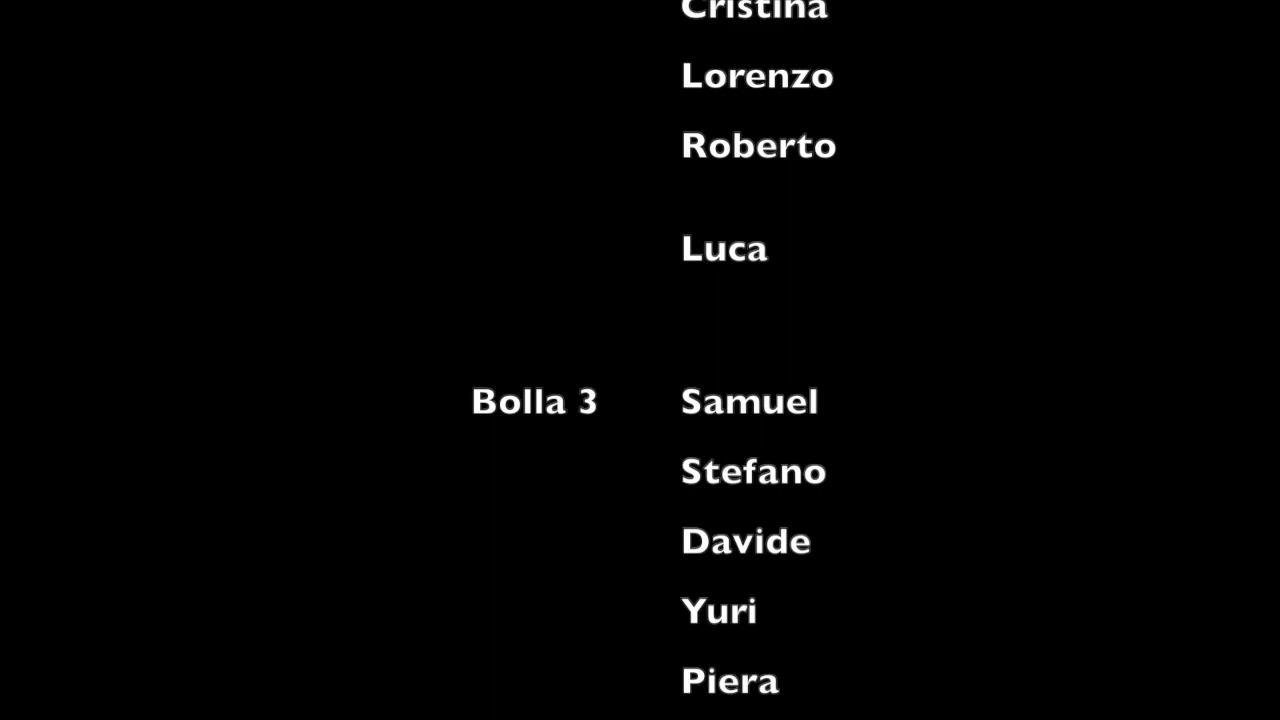 Cristina
Lorenzo
Roberto
Luca
Bolla 3 Samuel
Stefano
Davide
Yuri
Piera